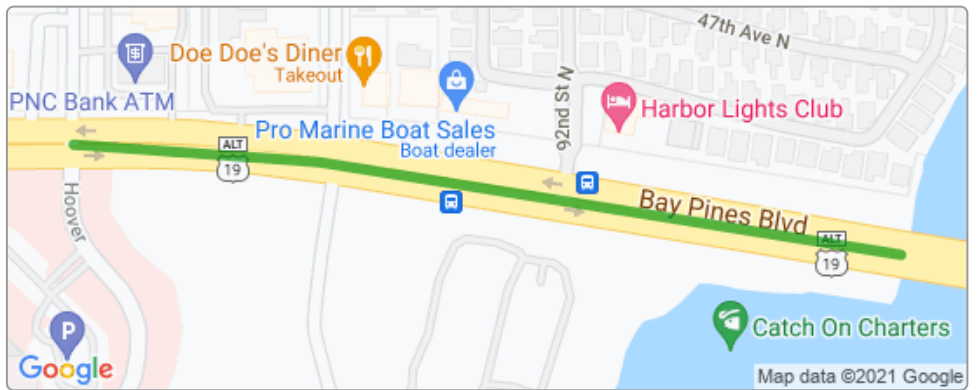 47th Ave N
Doe Doe's Diner
Takeout
PNC Bank ATM
92nd St N
Harbor Lights Club
Pro Marine Boat Sales
Boat dealer
ALT
19
Hoover
Bay Pines Blvd
ALT
19
P
Catch On Charters
Google
Map data ©2021 Google